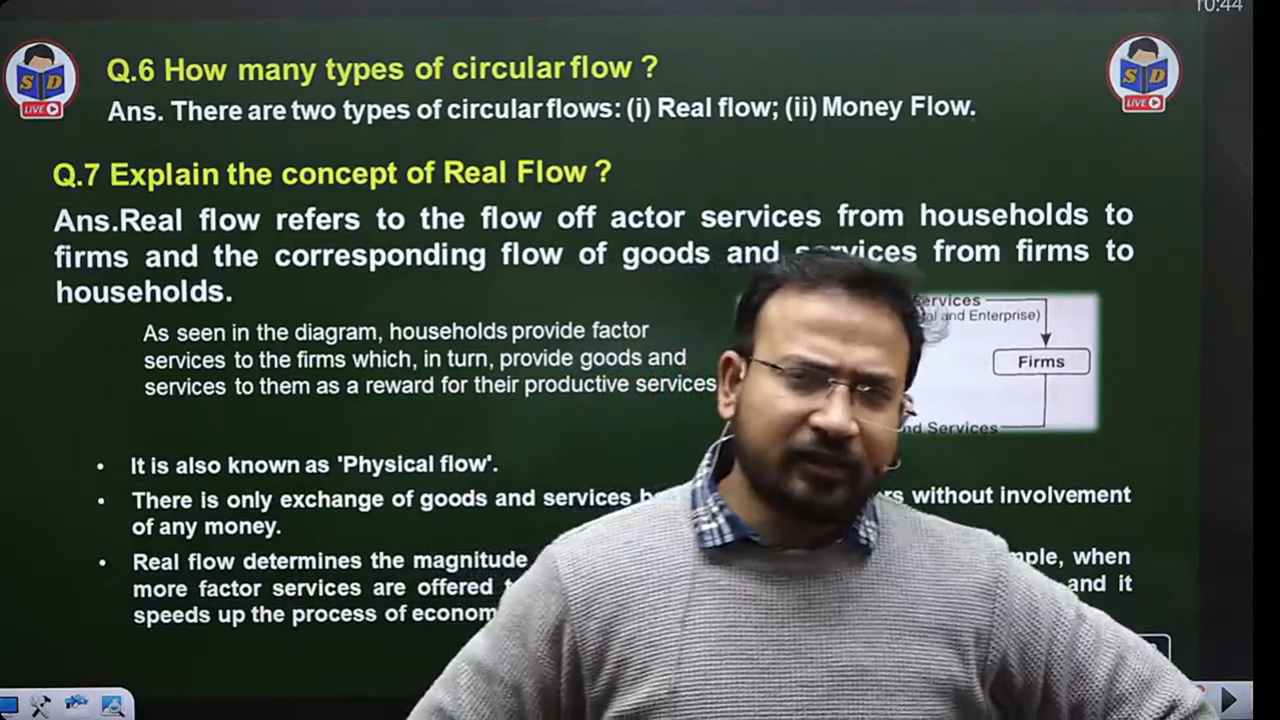 10:44
S D
LIVE
S D
LIVE
Q.6 How many types of circular flow ?
Ans. There are two types of circular flows: (i) Real flow; (ii) Money Flow.
Q.7 Explain the concept of Real Flow ?
Ans.Real flow refers to the flow off actor services from households to
firms and the corresponding flow of goods and services from firms to
households.
As seen in the diagram, households provide factor
services to the firms which, in turn, provide goods and
services to them as a reward for their productive services
Services
and Enterprise)
Firms
Services
• It is also known as 'Physical flow'.
• There is only exchange of goods and services without involvement
of any money.
• Real flow determines the magnitude when
more factor services are offered and it
speeds up the process of